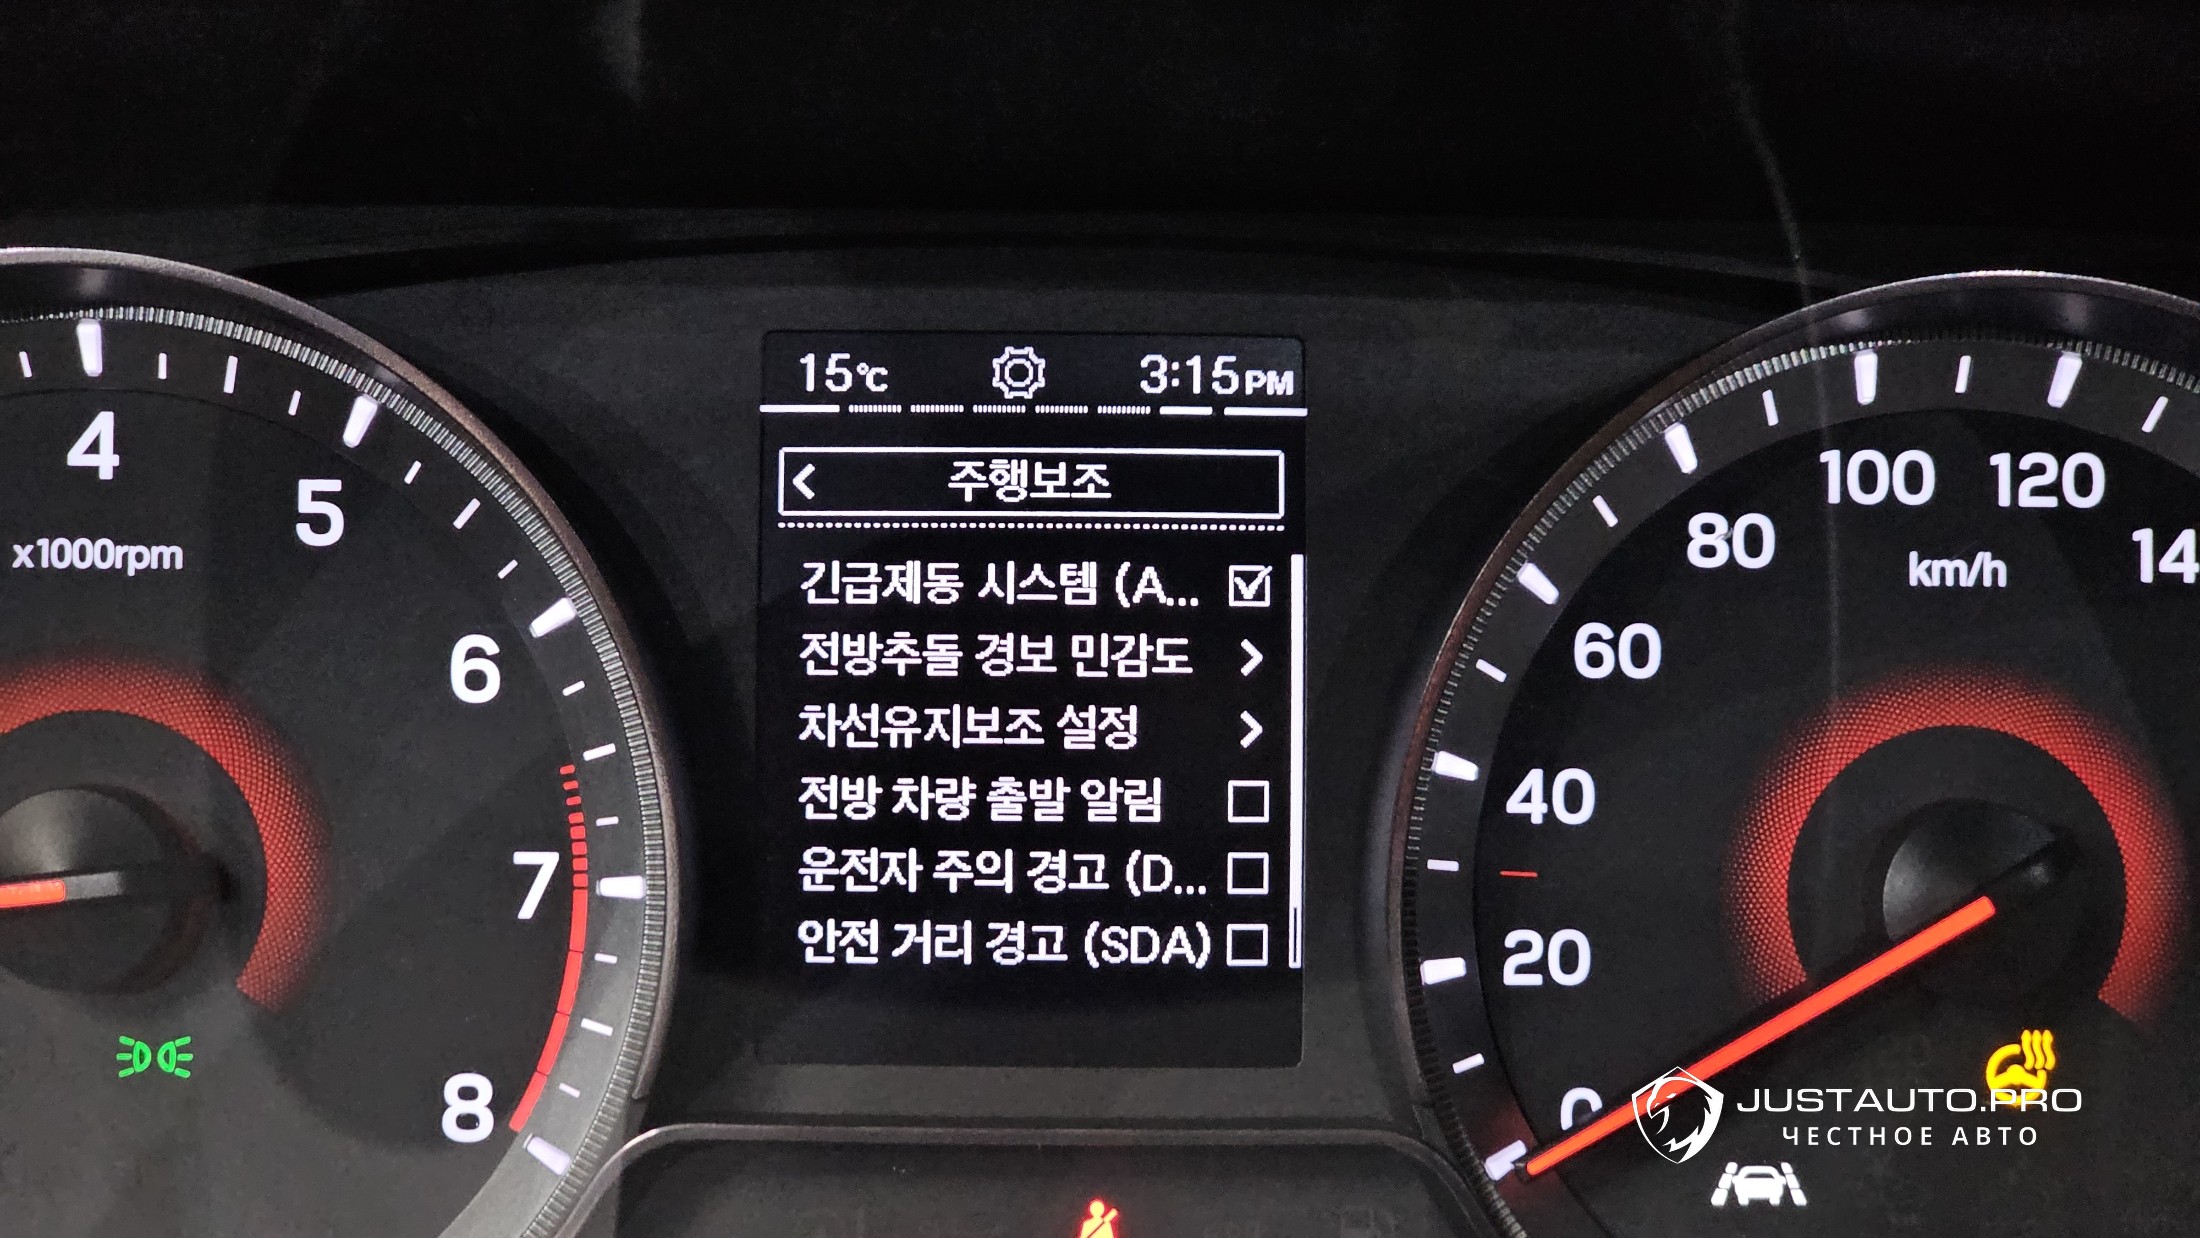 15℃ 3:15PM
주행보조
긴급제동 시스템 (A...
전방추돌 경보 민감도
차선유지보조 설정
전방 차량 출발 알림
운전자 주의 경고 (D...
안전 거리 경고 (SDA)
4
5
6
7
8
x1000rpm
0
20
40
60
80
100
120
14
km/h
JUSTAUTO.PRO
ЧЕСТНОЕ АВТО